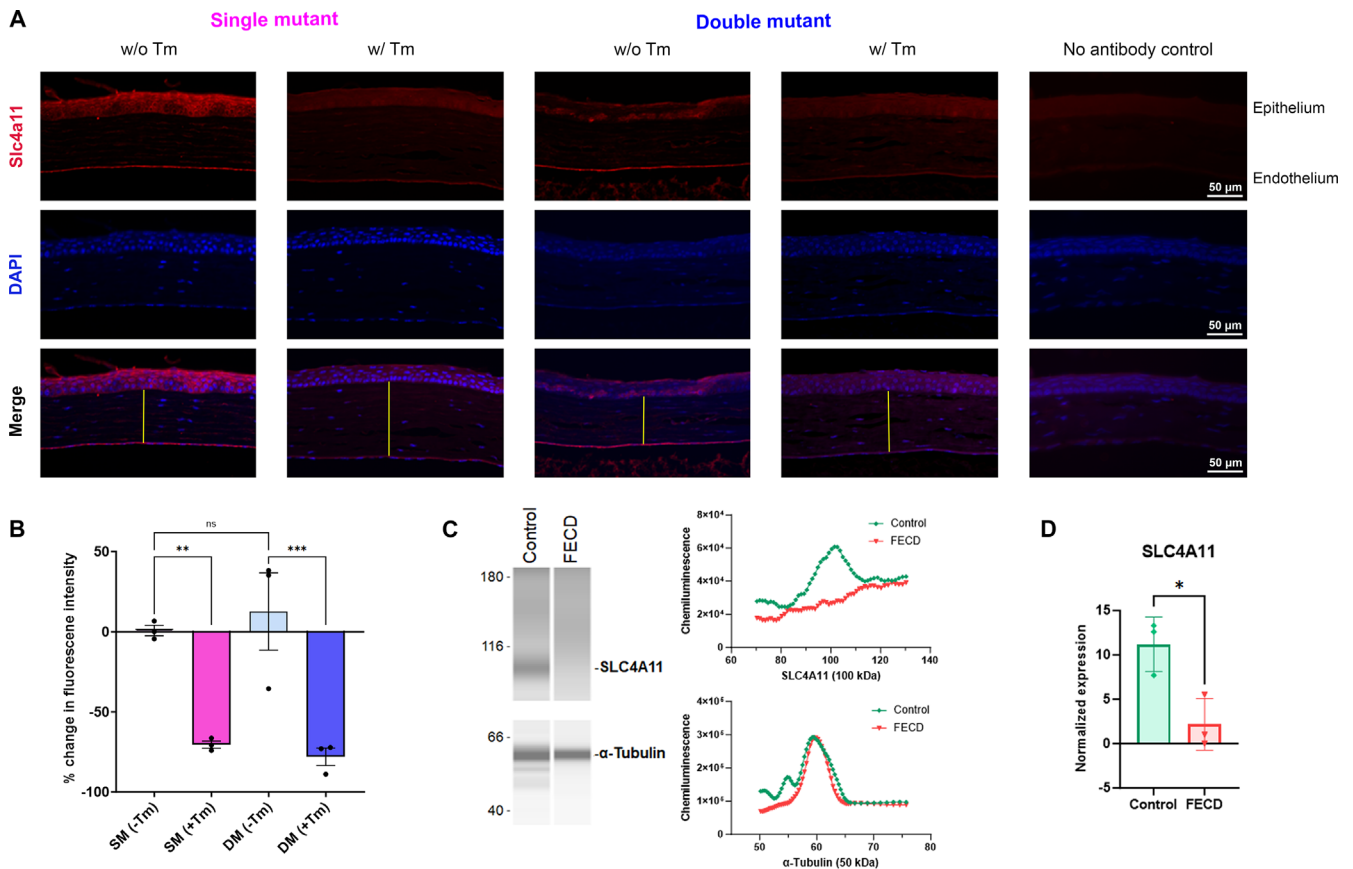 A
Single mutant
Double mutant
w/o Tm
w/ Tm
w/o Tm
w/ Tm
No antibody control
Slc4a11
Epithelium
Endothelium
50 µm
DAPI
50 µm
Merge
50 µm
B
% change in fluorescene intensity
50
0
-50
-100
ns
**
***
SM (-Tm)
SM (+Tm)
DM (-Tm)
DM (+Tm)
C
Control
FECD
180
116
-SLC4A11
66
-α-Tubulin
40
Chemiluminescence
8×10⁴
6×10⁴
4×10⁴
2×10⁴
0
Control
FECD
60
80
100
120
140
SLC4A11 (100 kDa)
Chemiluminescence
4×10⁵
3×10⁵
2×10⁵
1×10⁵
0
Control
FECD
50
60
70
80
α-Tubulin (50 kDa)
D
SLC4A11
*
Normalized expression
15
10
5
0
-5
Control
FECD